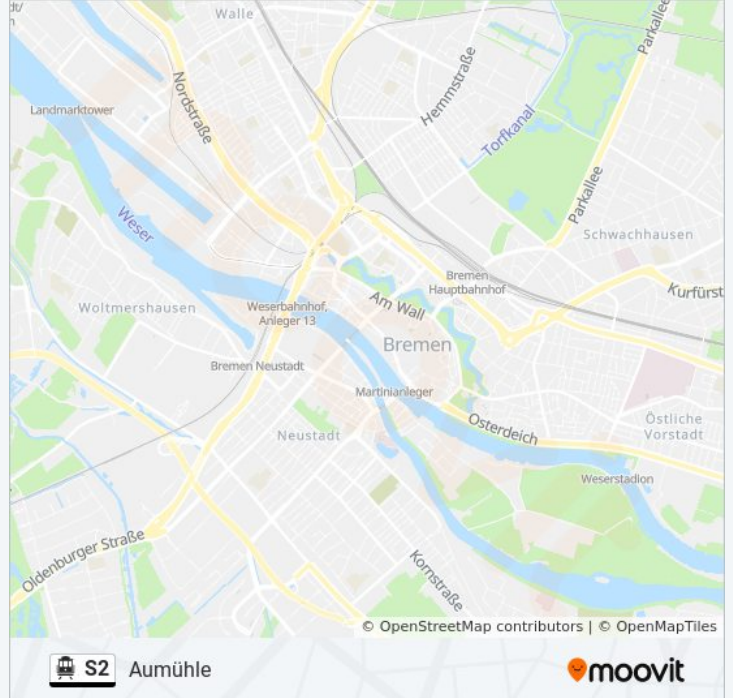 Walle
Parkallee
Nordstraße
Hemmstraße
Landmarktower
Torfkanal
Parkallee
Weser
Schwachhausen
Bremen
Hauptbahnhof
Kurfürst
Woltmershausen
Weserbahnhof,
Anleger 13
Am Wall
Bremen
Bremen Neustadt
Martinianleger
Osterdeich
Östliche
Vorstadt
Neustadt
Weserstadion
Oldenburger Straße
Kornstraße
© OpenStreetMap contributors | © OpenMapTiles
S2 Aumühle
moovit